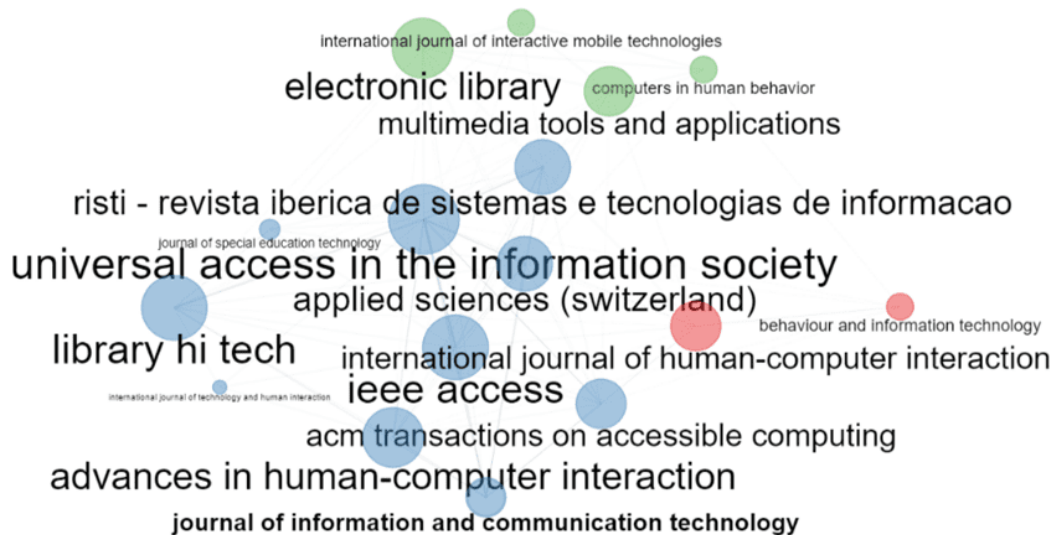 international journal of interactive mobile technologies
electronic library
computers in human behavior
multimedia tools and applications
risti - revista iberica de sistemas e tecnologias de informacao
journal of special education technology
universal access in the information society
applied sciences (switzerland)
behaviour and information technology
library hi tech
international journal of human-computer interaction
ieee access
international journal of technology and human interaction
acm transactions on accessible computing
advances in human-computer interaction
journal of information and communication technology